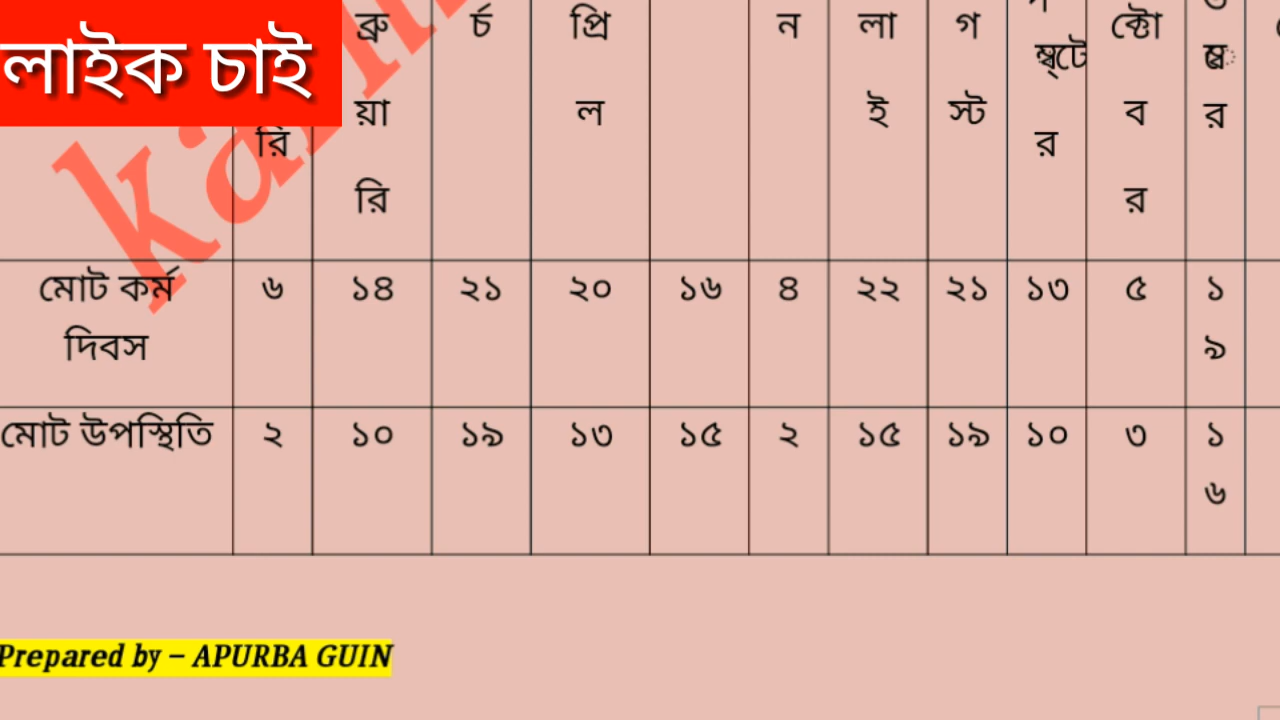 লাইক চাই
ব্রু র্চ প্রি ন লা গ ক্টো
রি য়া ল ই স্ট র ব র
রি র
মোট কর্ম ৬ ১৪ ২১ ২০ ১৬ ৪ ২২ ২১ ১৩ ৫ ১
দিবস ৯
মোট উপস্থিতি ২ ১০ ১৯ ১৩ ১৫ ২ ১৫ ১৯ ১০ ৩ ১
৬
Prepared by – APURBA GUIN